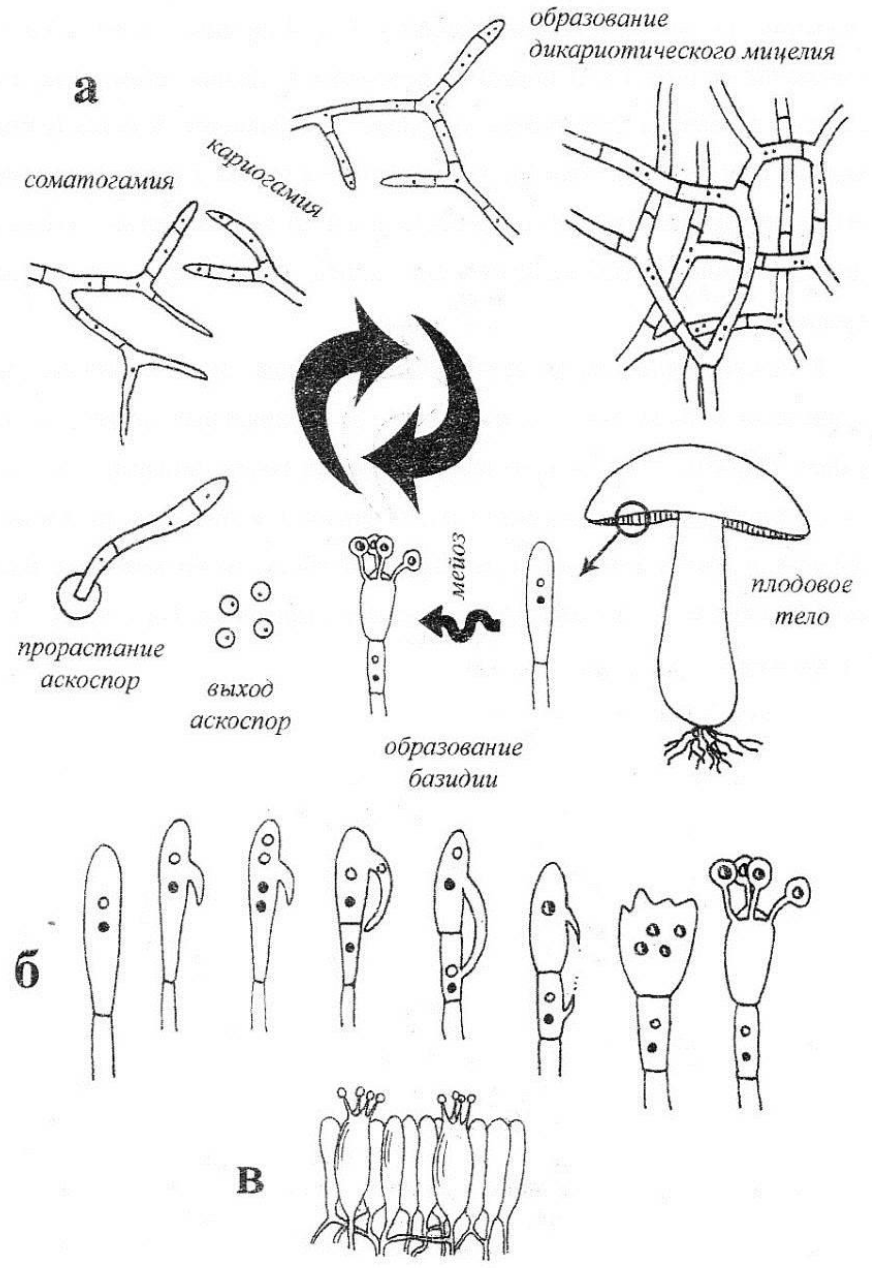 образование
дикариотического мицелия
а
кариогамия
соматогамия
мейоз
плодовое
тело
прорастание
аскоспор
выход
аскоспор
образование
базидии
б
в